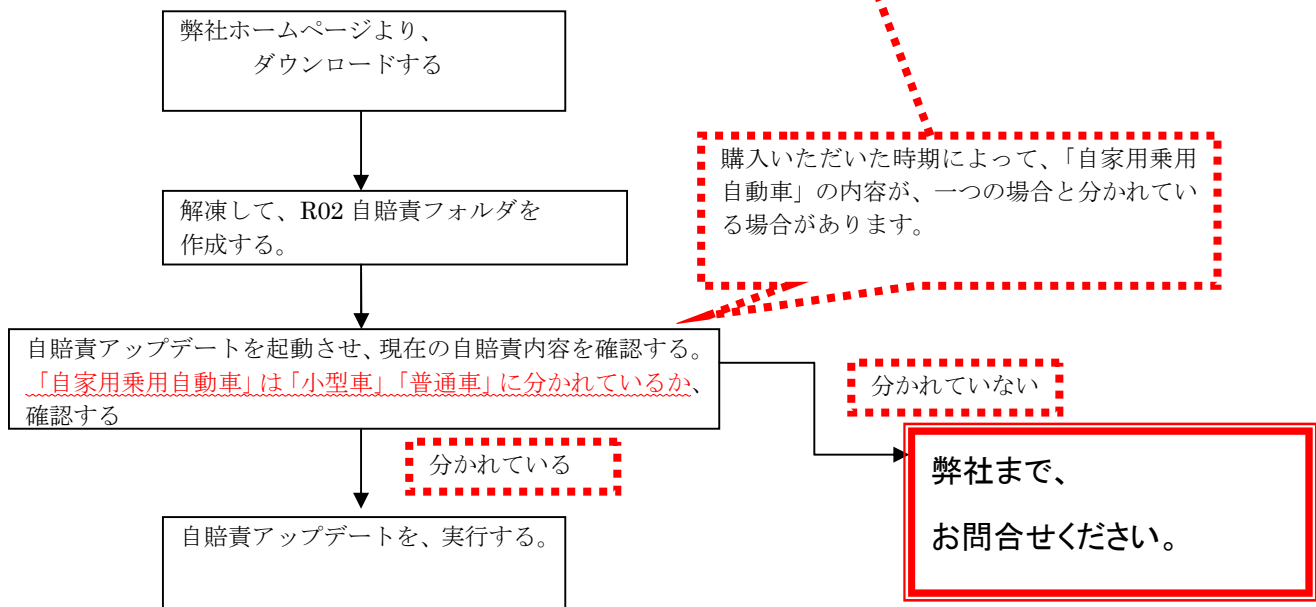 弊社ホームページより、
ダウンロードする
購入いただいた時期によって、「自家用乗用
自動車」の内容が、一つの場合と分かれてい
る場合があります。
解凍して、R02 自賠責フォルダを
作成する。
自賠責アップデートを起動させ、現在の自賠責内容を確認する。
「自家用乗用自動車」は「小型車」「普通車」に分かれているか、
確認する
分かれていない
分かれている
弊社まで、
お問合せください。
自賠責アップデートを、実行する。